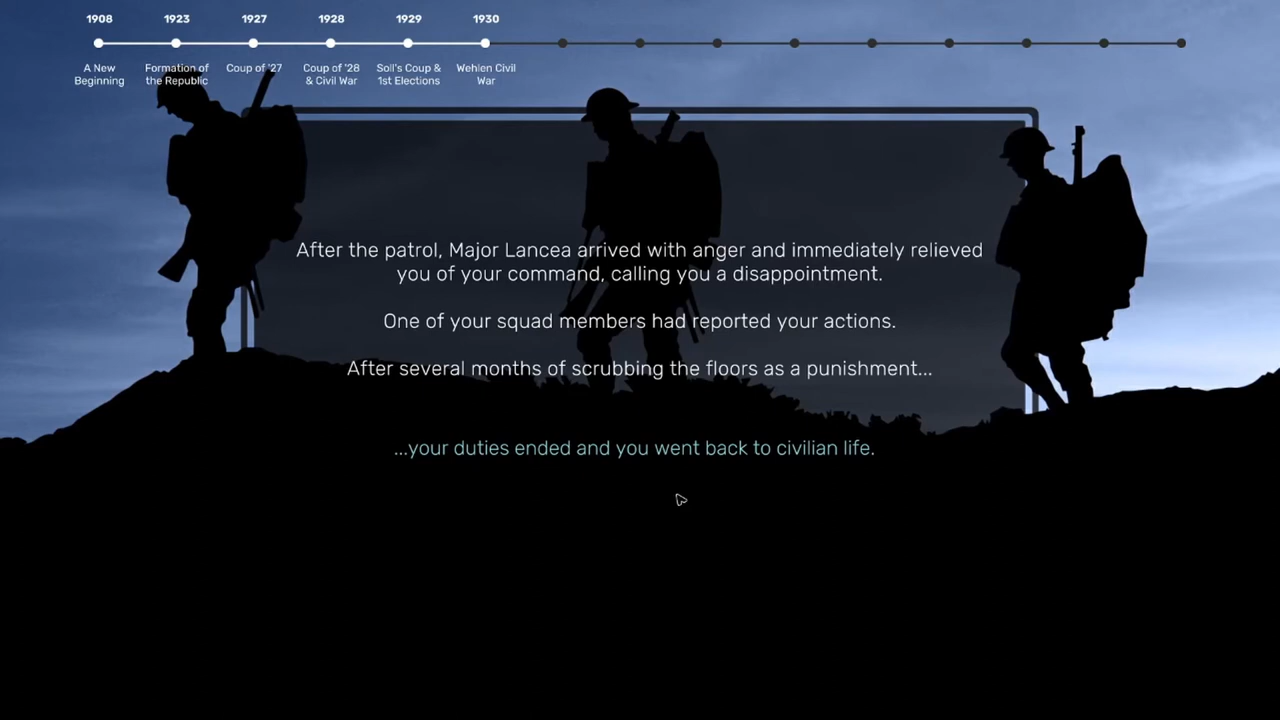 1908 1923 1927 1928 1929 1930
A New Formation of Coup of '27 Coup of '28 Soll's Coup & Wehlen Civil
Beginning the Republic & Civil War 1st Elections War
After the patrol, Major Lancea arrived with anger and immediately relieved
you of your command, calling you a disappointment.
One of your squad members had reported your actions.
After several months of scrubbing the floors as a punishment...
...your duties ended and you went back to civilian life.